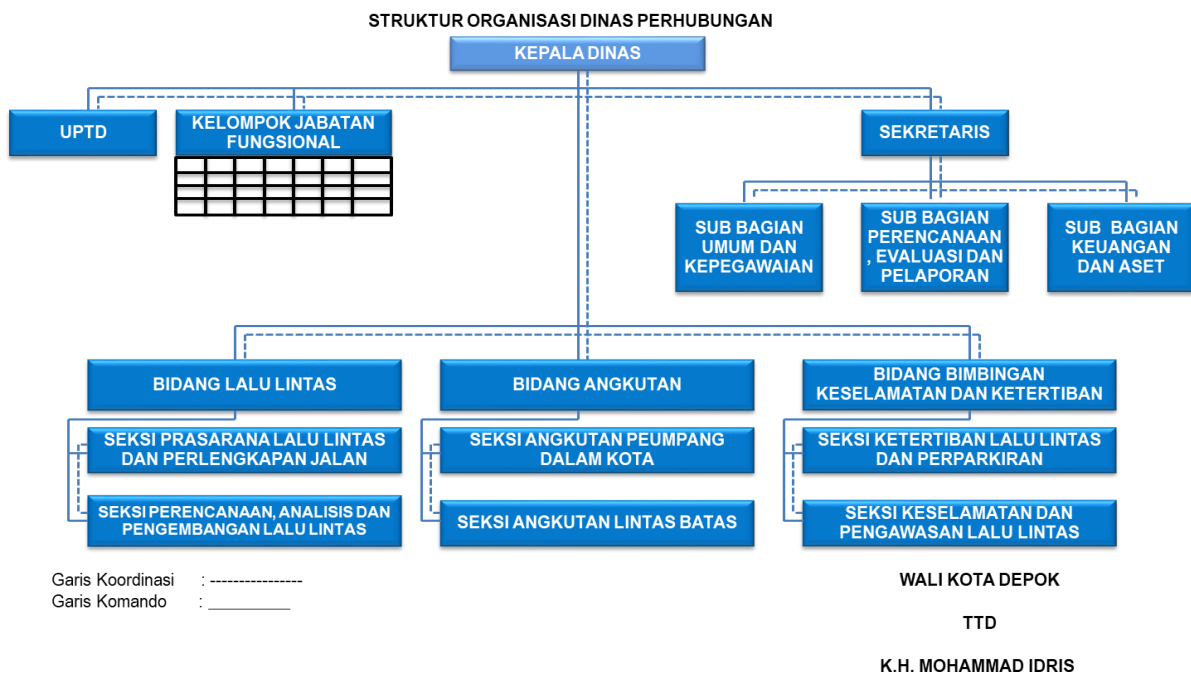 STRUKTUR ORGANISASI DINAS PERHUBUNGAN
KEPALA DINAS
UPTD
KELOMPOK JABATAN
FUNGSIONAL
SEKRETARIS
SUB BAGIAN
UMUM DAN
KEPEGAWAIAN
SUB BAGIAN
PERENCANAAN
, EVALUASI DAN
PELAPORAN
SUB BAGIAN
KEUANGAN
DAN ASET
BIDANG LALU LINTAS
BIDANG ANGKUTAN
BIDANG BIMBINGAN
KESELAMATAN DAN KETERTIBAN
SEKSI PRASARANA LALU LINTAS
DAN PERLENGKAPAN JALAN
SEKSI ANGKUTAN PEUMPANG
DALAM KOTA
SEKSI KETERTIBAN LALU LINTAS
DAN PERPARKIRAN
SEKSI PERENCANAAN, ANALISIS DAN
PENGEMBANGAN LALU LINTAS
SEKSI ANGKUTAN LINTAS BATAS
SEKSI KESELAMATAN DAN
PENGAWASAN LALU LINTAS
Garis Koordinasi : ----------------
Garis Komando : __________
WALI KOTA DEPOK
TTD
K.H. MOHAMMAD IDRIS